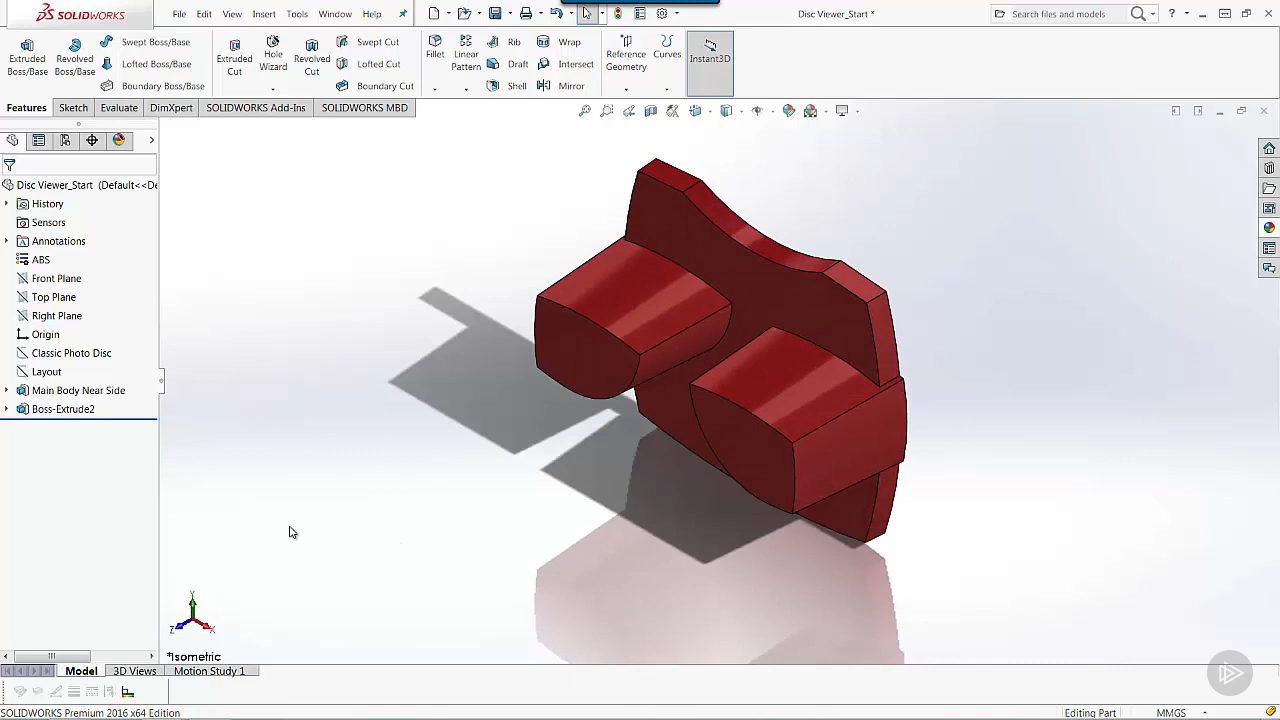 SOLIDWORKS File Edit View Insert Tools Window Help Disc Viewer_Start * Search files and models ?
Extruded Boss/Base
Revolved Boss/Base
Swept Boss/Base
Lofted Boss/Base
Boundary Boss/Base
Extruded Cut
Hole Wizard
Revolved Cut
Swept Cut
Lofted Cut
Boundary Cut
Fillet
Linear Pattern
Rib
Draft
Shell
Wrap
Intersect
Mirror
Reference Geometry
Curves
Instant3D
Features Sketch Evaluate DimXpert SOLIDWORKS Add-Ins SOLIDWORKS MBD
Disc Viewer_Start (Default<<De
History
Sensors
Annotations
ABS
Front Plane
Top Plane
Right Plane
Origin
Classic Photo Disc
Layout
Main Body Near Side
Boss-Extrude2
Y
Z X
*Isometric
Model 3D Views Motion Study 1
SOLIDWORKS Premium 2016 x64 Edition Editing Part MMGS